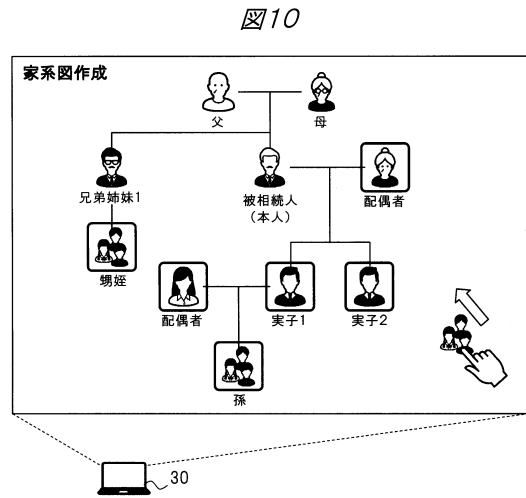 図10
家系図作成
父
母
兄弟姉妹1
被相続人
(本人)
配偶者
甥姪
配偶者
実子1
実子2
孫
30